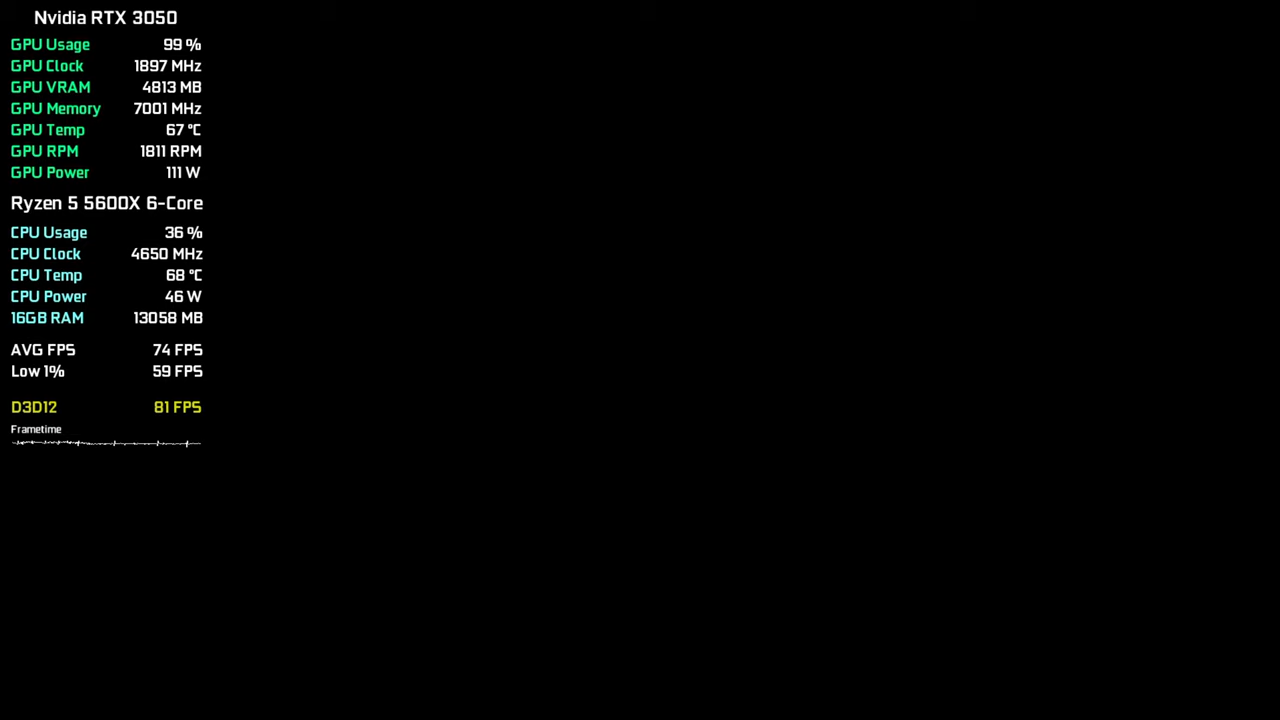 Nvidia RTX 3050
GPU Usage 99 %
GPU Clock 1897 MHz
GPU VRAM 4813 MB
GPU Memory 7001 MHz
GPU Temp 67 °C
GPU RPM 1811 RPM
GPU Power 111 W
Ryzen 5 5600X 6-Core
CPU Usage 36 %
CPU Clock 4650 MHz
CPU Temp 68 °C
CPU Power 46 W
16GB RAM 13058 MB
AVG FPS 74 FPS
Low 1% 59 FPS
D3D12 81 FPS
Frametime